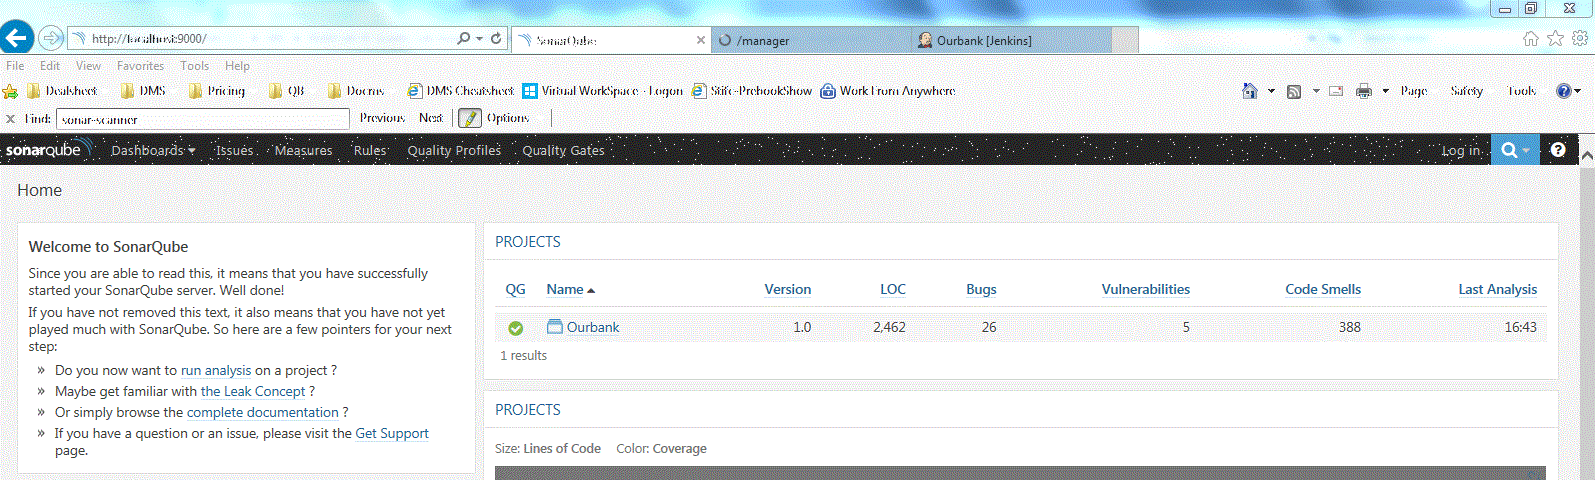 http://localhost:9000/ SonarQube /manager Ourbank [Jenkins]
File Edit View Favorites Tools Help
Dealsheet DMS Pricing QB Docms DMS Cheatsheet Virtual WorkSpace - Logon Stifc-PrebookShow Work From Anywhere Page Safety Tools
Find: sonar-scanner Previous Next Options
sonarqube Dashboards Issues Measures Rules Quality Profiles Quality Gates Log in
Home
Welcome to SonarQube
Since you are able to read this, it means that you have successfully
started your SonarQube server. Well done!
If you have not removed this text, it also means that you have not yet
played much with SonarQube. So here are a few pointers for your next
step:
» Do you now want to run analysis on a project ?
» Maybe get familiar with the Leak Concept ?
» Or simply browse the complete documentation ?
» If you have a question or an issue, please visit the Get Support
page.
PROJECTS
QG Name Version LOC Bugs Vulnerabilities Code Smells Last Analysis
Ourbank 1.0 2,462 26 5 388 16:43
1 results
PROJECTS
Size: Lines of Code Color: Coverage